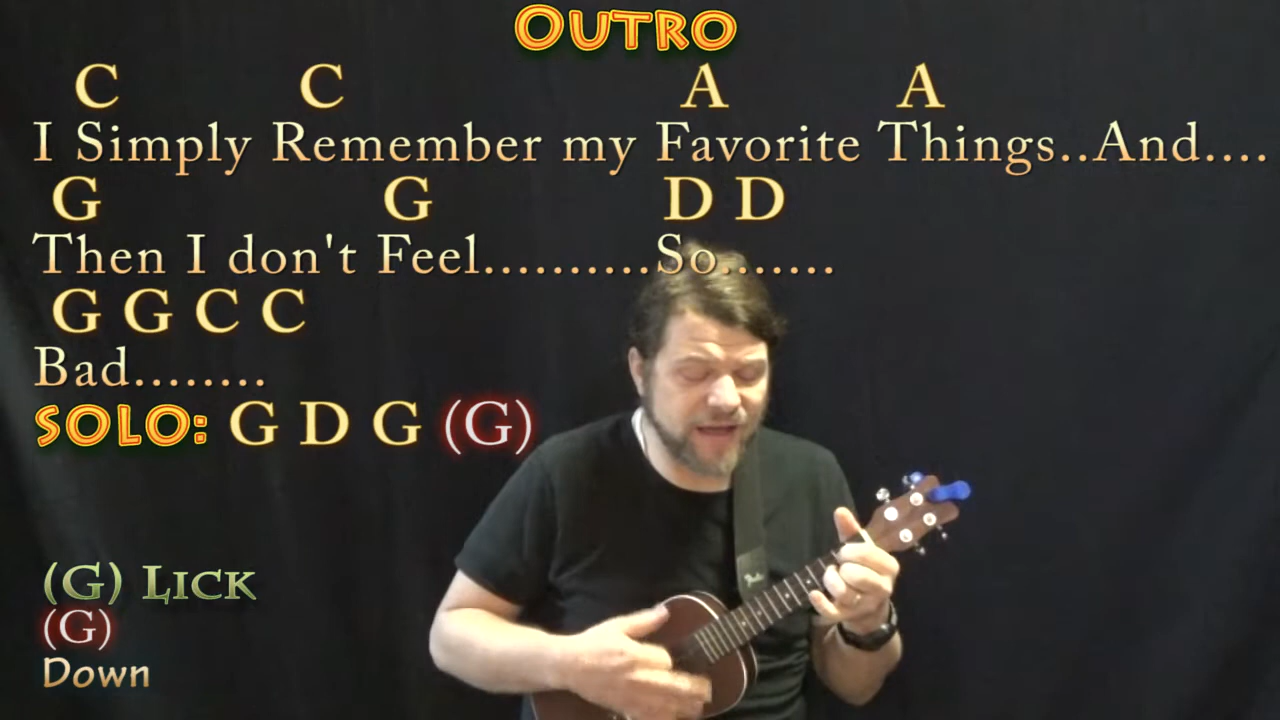 OUTRO
C C A A
I Simply Remember my Favorite Things..And....
G G D D
Then I don't Feel..........So.......
G G C C
Bad........
SOLO: G D G (G)
(G) LICK
(G)
Down